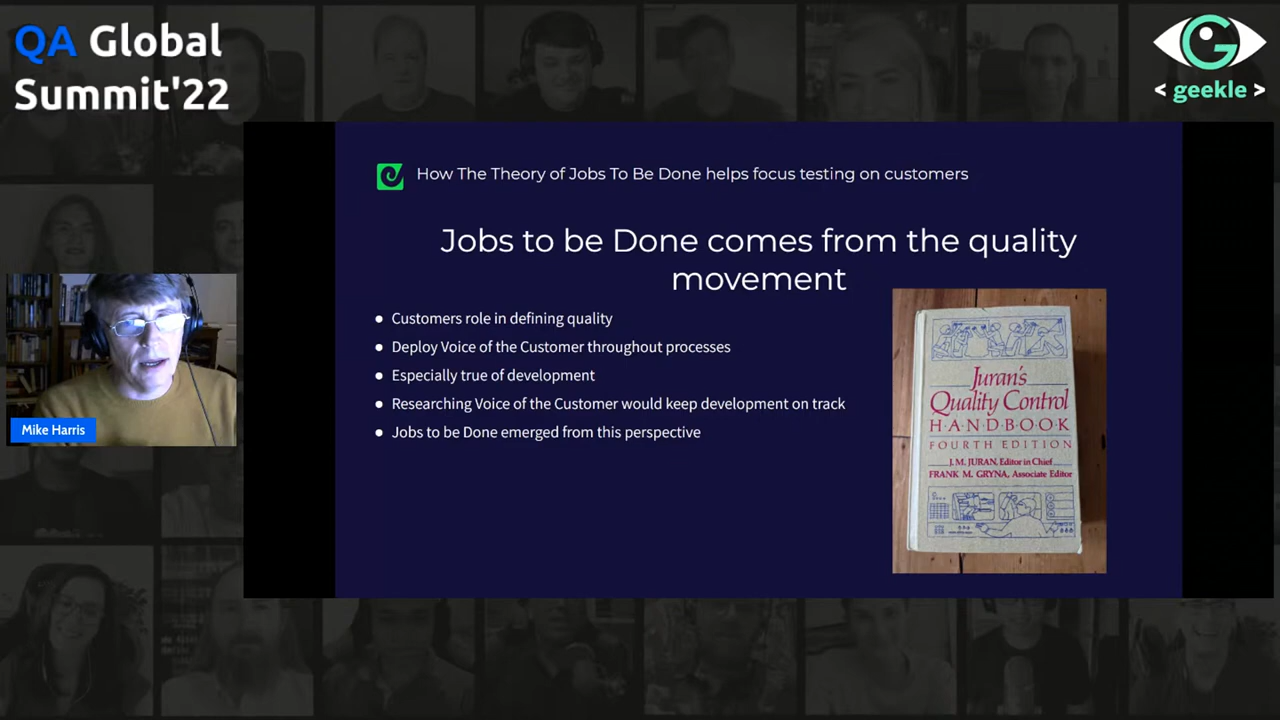 QA Global
Summit'22
< geekle >
How The Theory of Jobs To Be Done helps focus testing on customers
Jobs to be Done comes from the quality
movement
● Customers role in defining quality
● Deploy Voice of the Customer throughout processes
● Especially true of development
● Researching Voice of the Customer would keep development on track
● Jobs to be Done emerged from this perspective
Juran's
Quality Control
H·A·N·D·B·O·O·K
FOURTH EDITION
J.M. JURAN, Editor in Chief
FRANK M. GRYNA, Associate Editor
Mike Harris